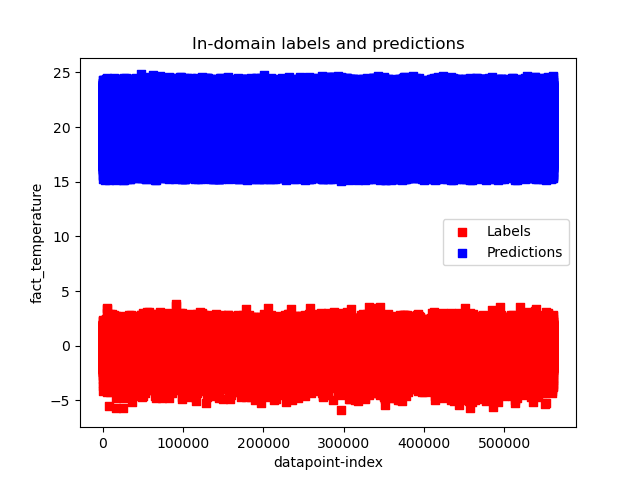 In-domain labels and predictions
25
20
15
10
5
0
−5
fact_temperature
Labels
Predictions
0 100000 200000 300000 400000 500000
datapoint-index